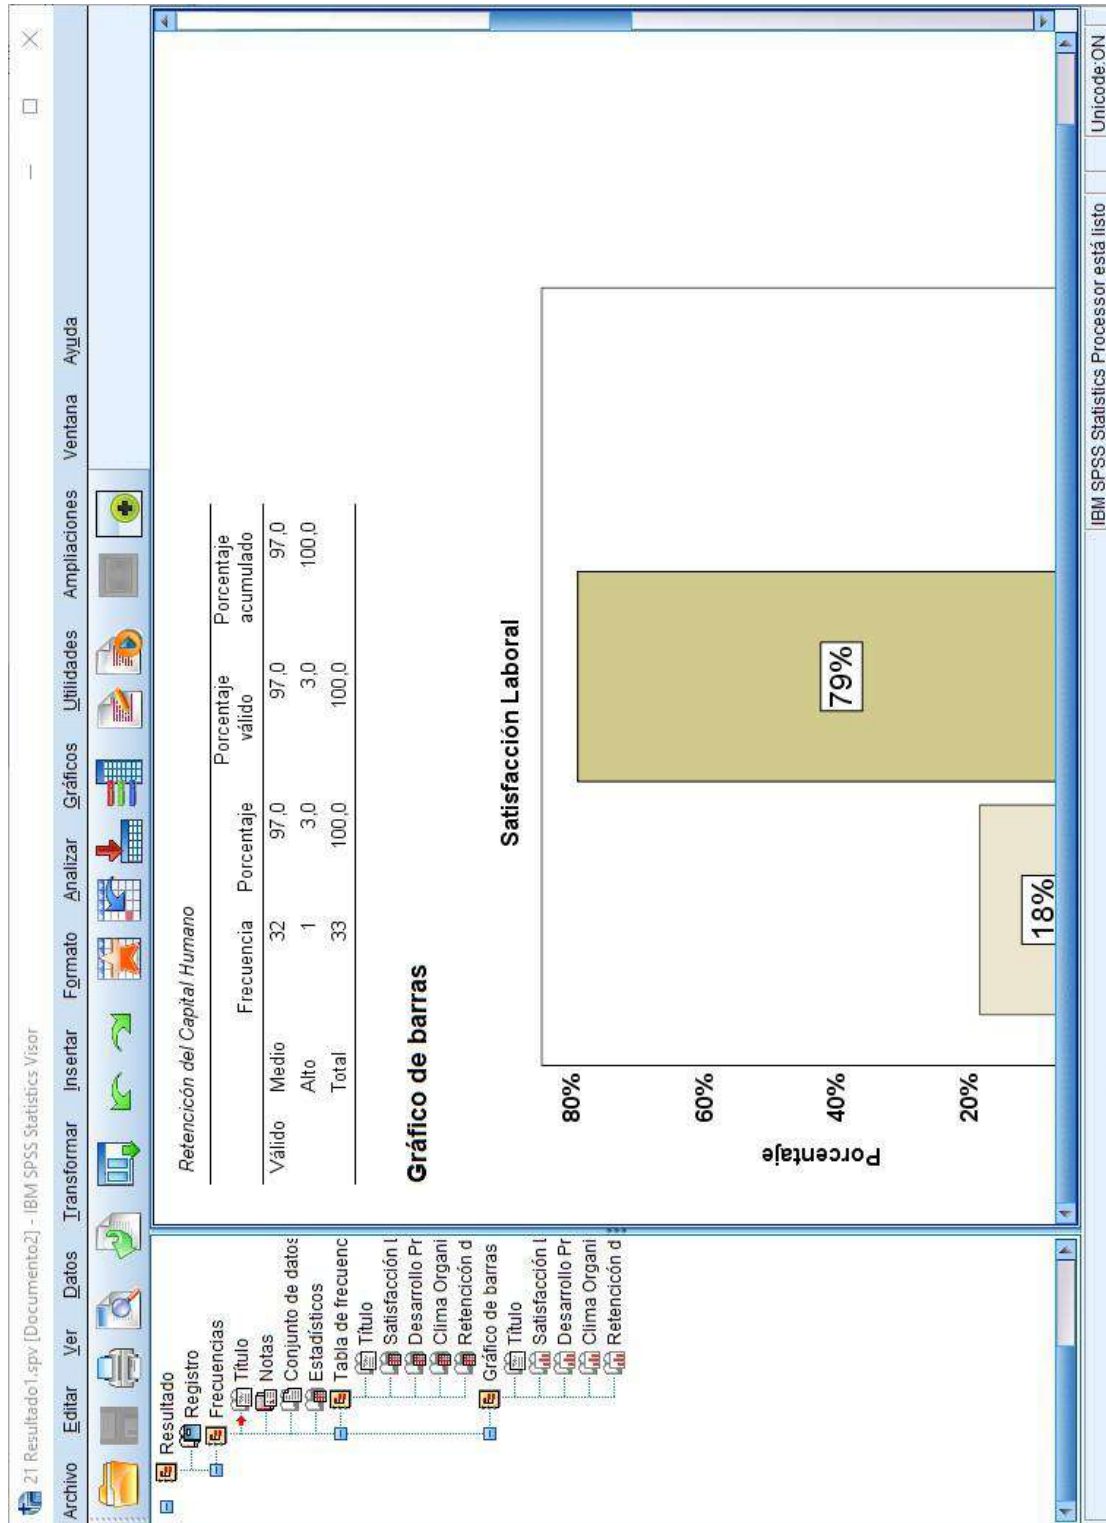 21 Resultado1.spv [Documento2] - IBM SPSS Statistics Visor
Archivo Editar Ver Datos Transformar Insertar Formato Analizar Gráficos Utilidades Ampliaciones Ventana Ayuda
Resultado
Registro
Frecuencias
Título
Notas
Conjunto de datos
Estadísticos
Tabla de frecuenc
Título
Satisfacción L
Desarrollo Pr
Clima Organi
Retencicón d
Gráfico de barras
Título
Satisfacción L
Desarrollo Pr
Clima Organi
Retencicón d
Retencicón del Capital Humano
Frecuencia Porcentaje Porcentaje válido Porcentaje acumulado
Válido Medio 32 97,0 97,0 97,0
Alto 1 3,0 3,0 100,0
Total 33 100,0 100,0
Gráfico de barras
Satisfacción Laboral
Porcentaje
80%
60%
40%
20%
18%
79%
IBM SPSS Statistics Processor está listo Unicode:ON